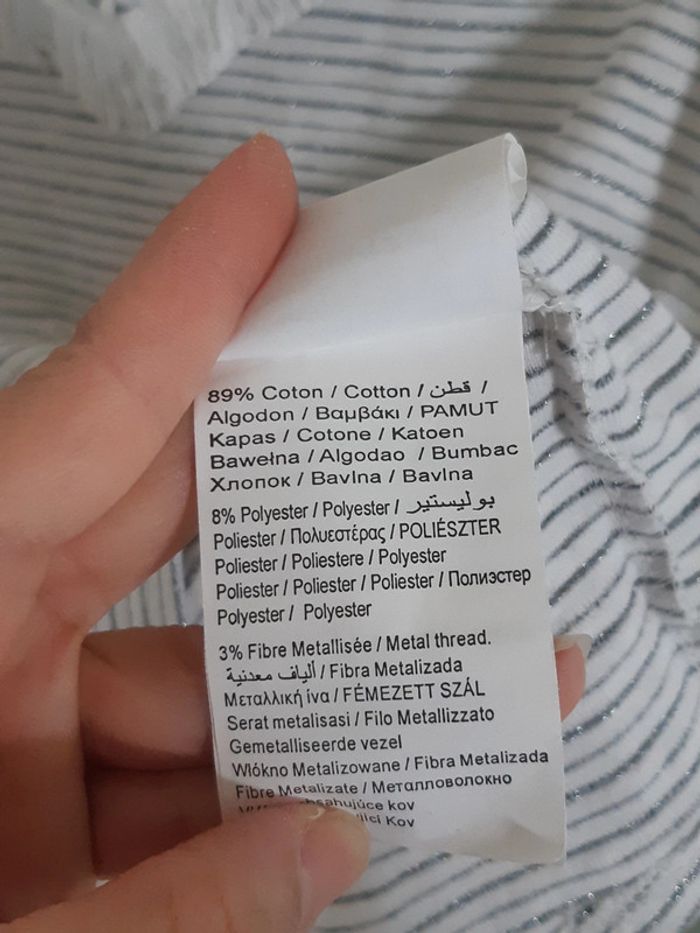 89% Coton / Cotton / قطن /
Algodon / Βαμβάκι / PAMUT
Kapas / Cotone / Katoen
Bawełna / Algodao / Bumbac
Хлопок / Bavlna / Bavlna
8% Polyester / Polyester / بوليستير
Poliester / Πολυεστέρας / POLIÉSZTER
Poliester / Poliestere / Polyester
Poliester / Poliester / Poliester / Полиэстер
Polyester / Polyester
3% Fibre Metallisée / Metal thread.
ألياف معدنية / Fibra Metalizada
Μεταλλική ίνα / FÉMEZETT SZÁL
Serat metalisasi / Filo Metallizzato
Gemetalliseerde vezel
Włókno Metalizowane / Fibra Metalizada
Fibre Metalizate / Металловолокно
obsahujúce kov
Kov